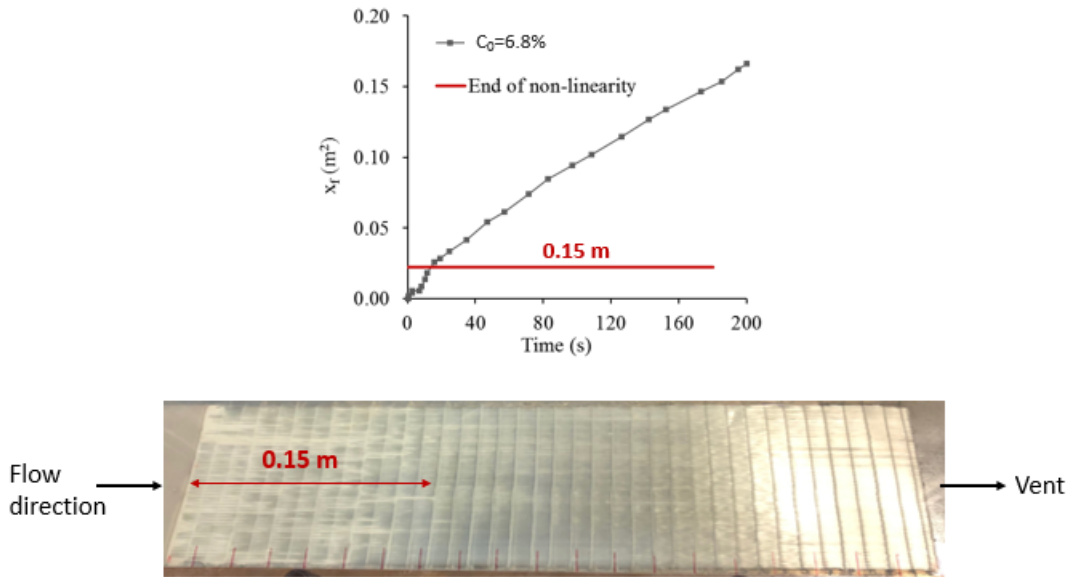 0.20
C₀=6.8%
End of non-linearity
0.15
0.10
0.05
0.00
x_f (m²)
0.15 m
0 40 80 120 160 200
Time (s)
0.15 m
Flow
direction
Vent